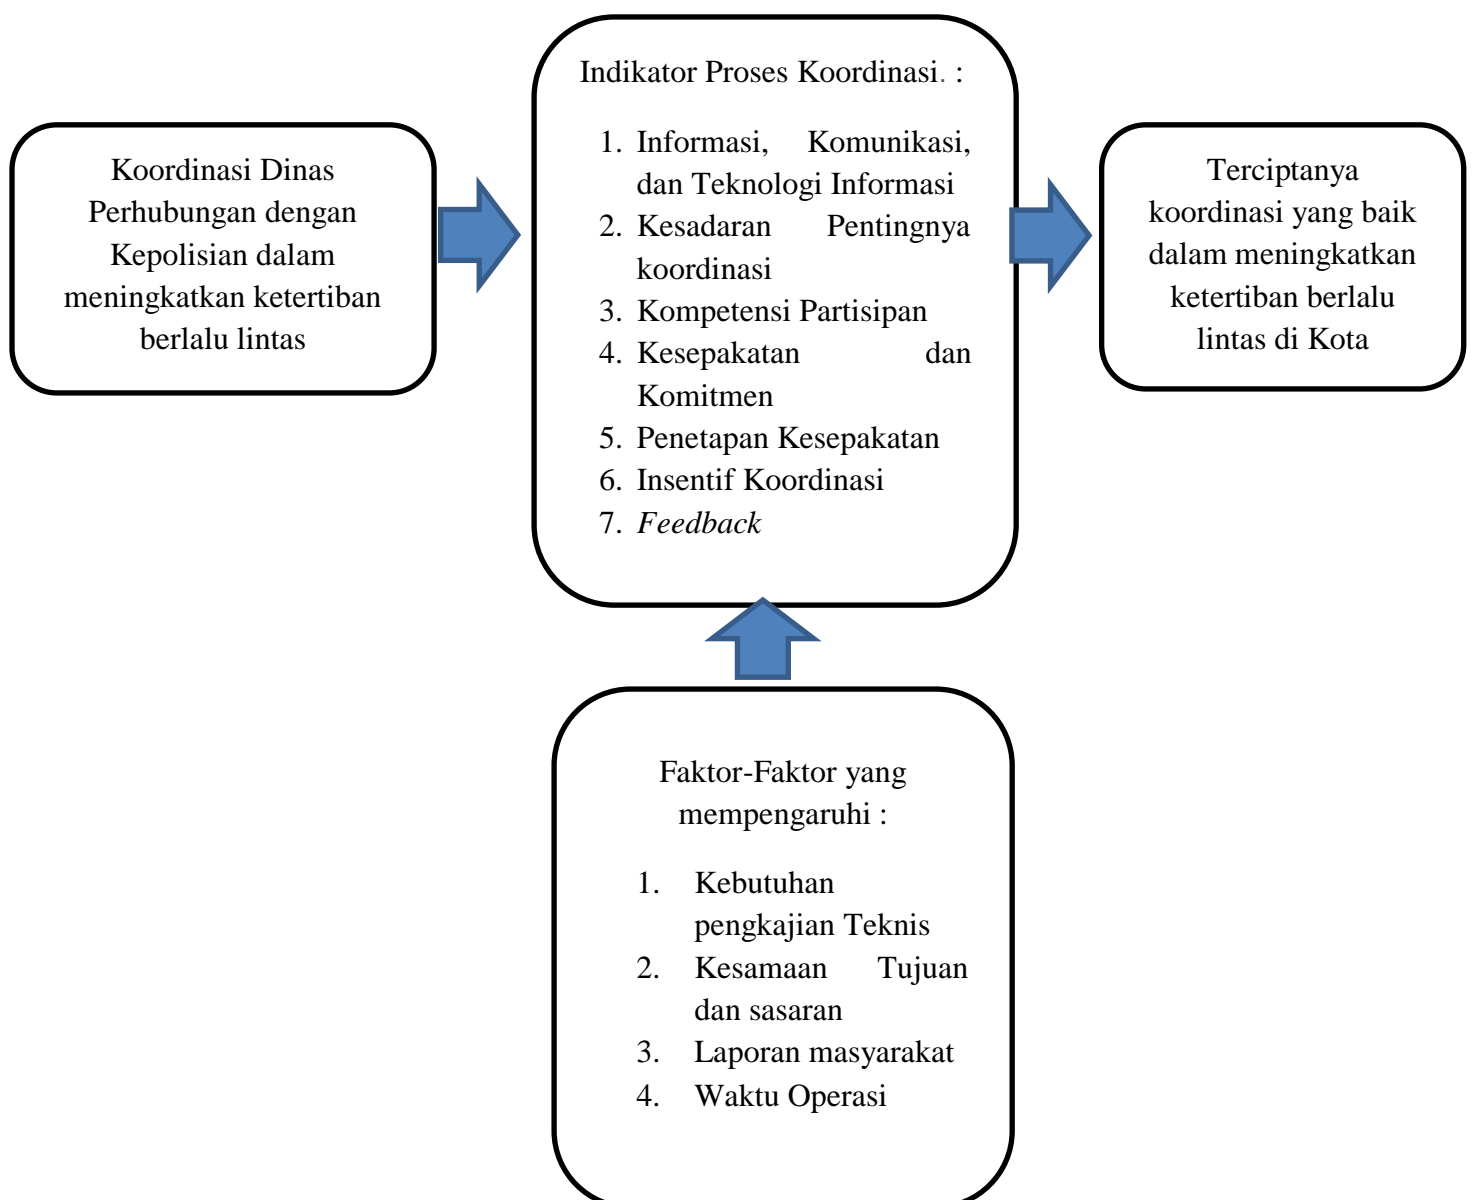 Koordinasi Dinas
Perhubungan dengan
Kepolisian dalam
meningkatkan ketertiban
berlalu lintas
Indikator Proses Koordinasi. :
1. Informasi, Komunikasi,
dan Teknologi Informasi
2. Kesadaran Pentingnya
koordinasi
3. Kompetensi Partisipan
4. Kesepakatan dan
Komitmen
5. Penetapan Kesepakatan
6. Insentif Koordinasi
7. Feedback
Terciptanya
koordinasi yang baik
dalam meningkatkan
ketertiban berlalu
lintas di Kota
Faktor-Faktor yang
mempengaruhi :
1. Kebutuhan
pengkajian Teknis
2. Kesamaan Tujuan
dan sasaran
3. Laporan masyarakat
4. Waktu Operasi